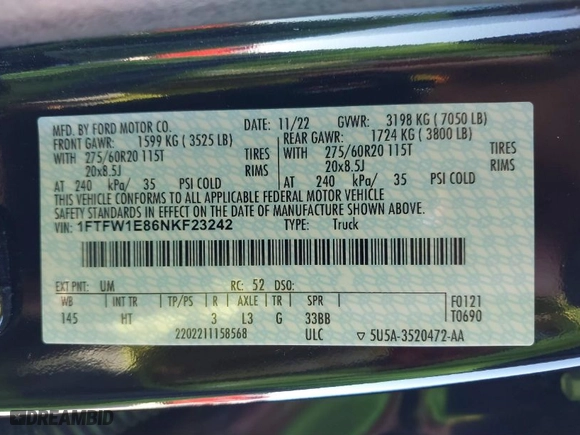 MFD. BY FORD MOTOR CO.
DATE: 11/22 GVWR: 3198 KG ( 7050 LB)
FRONT GAWR: 1599 KG ( 3525 LB)
REAR GAWR: 1724 KG ( 3800 LB)
WITH 275/60R20 115T TIRES
WITH 275/60R20 115T TIRES
20x8.5J RIMS
20x8.5J RIMS
AT 240 kPa/ 35 PSI COLD
AT 240 kPa/ 35 PSI COLD
THIS VEHICLE CONFORMS TO ALL APPLICABLE FEDERAL MOTOR VEHICLE
SAFETY STANDARDS IN EFFECT ON THE DATE OF MANUFACTURE SHOWN ABOVE.
VIN: 1FTFW1E86NKF23242 TYPE: Truck
EXT PNT: UM RC: 52 DSO:
WB INT TR TP/PS R AXLE TR SPR F0121
145 HT 3 L3 G 33BB T0690
2202211158568 ULC ▽ 5U5A-3520472-AA
DREAMBID